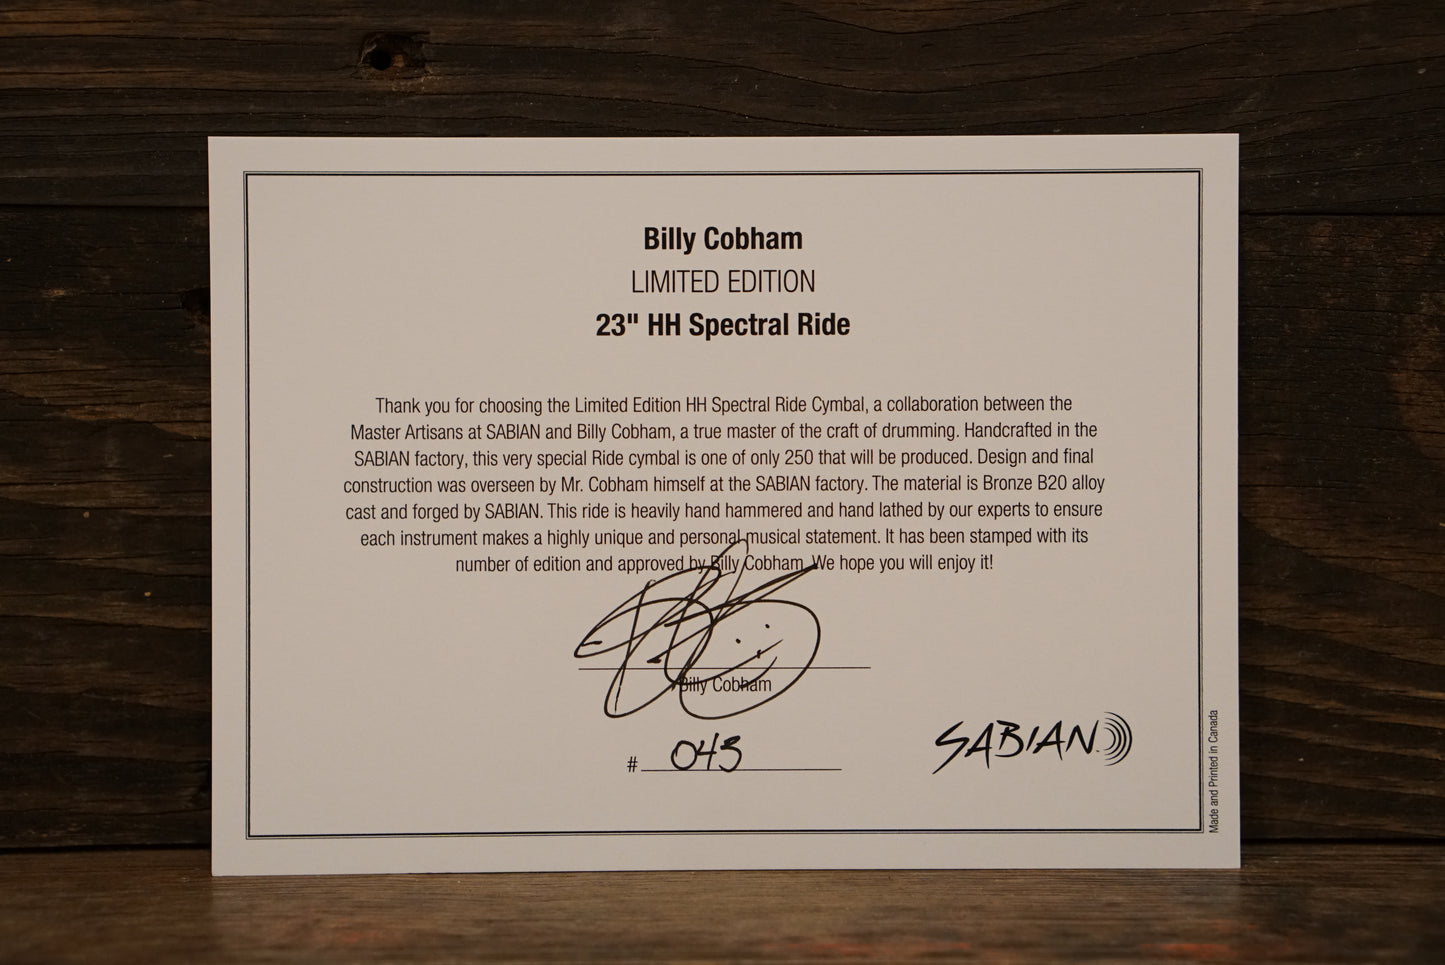 Billy Cobham
LIMITED EDITION
23" HH Spectral Ride
Thank you for choosing the Limited Edition HH Spectral Ride Cymbal, a collaboration between the
Master Artisans at SABIAN and Billy Cobham, a true master of the craft of drumming. Handcrafted in the
SABIAN factory, this very special Ride cymbal is one of only 250 that will be produced. Design and final
construction was overseen by Mr. Cobham himself at the SABIAN factory. The material is Bronze B20 alloy
cast and forged by SABIAN. This ride is heavily hand hammered and hand lathed by our experts to ensure
each instrument makes a highly unique and personal musical statement. It has been stamped with its
number of edition and approved by Billy Cobham. We hope you will enjoy it!
Billy Cobham
# 043
SABIAN
Made and Printed in Canada